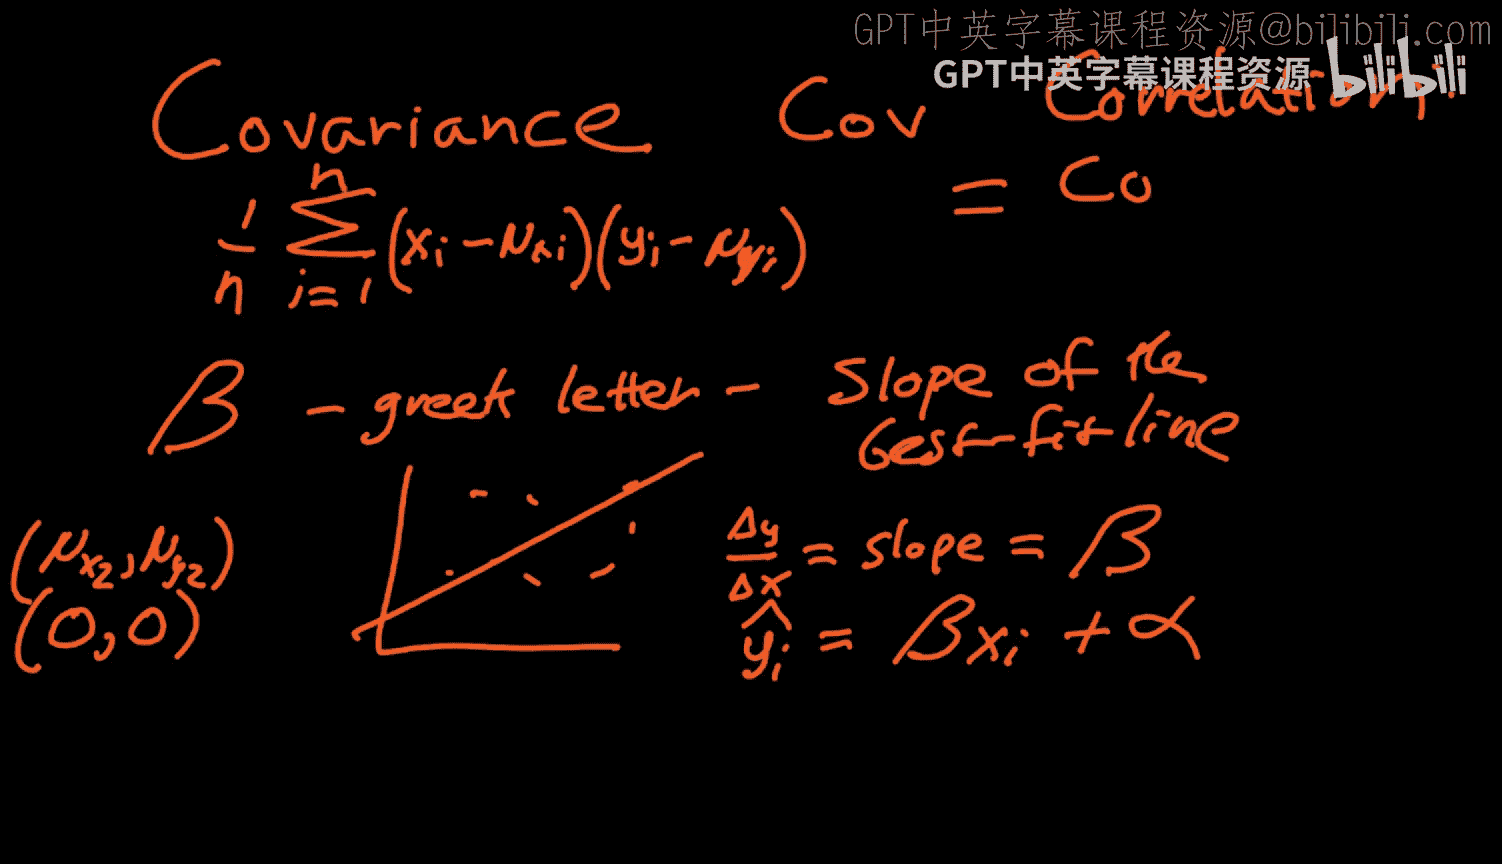 GPT中英字幕课程资源@bilibili.com
GPT中英字幕课程资源 bilibili
Covariance Cov Correlation
= Co
1/n n Σ i=1 (xi - μxi)(yi - μyi)
β - greek letter - Slope of the
best-fit line
(μx2, μy2)
(0,0)
Δy/Δx = slope = β
ŷi = βxi + α